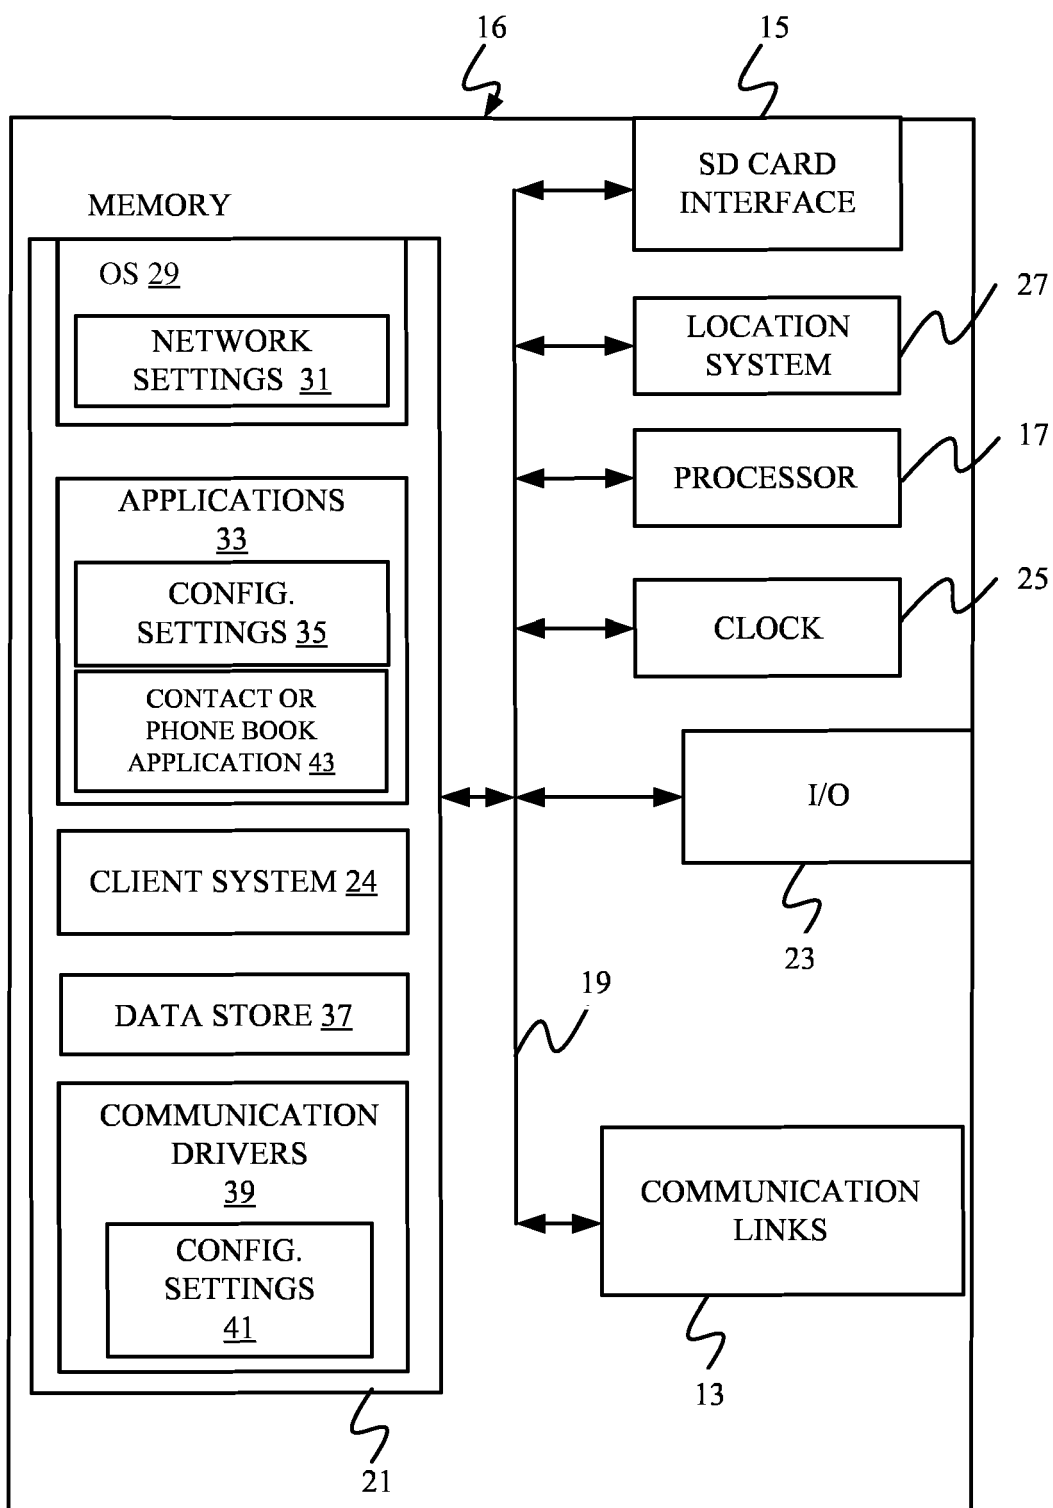 16
15
SD CARD
INTERFACE
MEMORY
OS 29
NETWORK
SETTINGS 31
27
LOCATION
SYSTEM
17
PROCESSOR
APPLICATIONS
33
CONFIG.
SETTINGS 35
CONTACT OR
PHONE BOOK
APPLICATION 43
25
CLOCK
I/O
23
CLIENT SYSTEM 24
DATA STORE 37
19
COMMUNICATION
DRIVERS
39
CONFIG.
SETTINGS
41
COMMUNICATION
LINKS
13
21